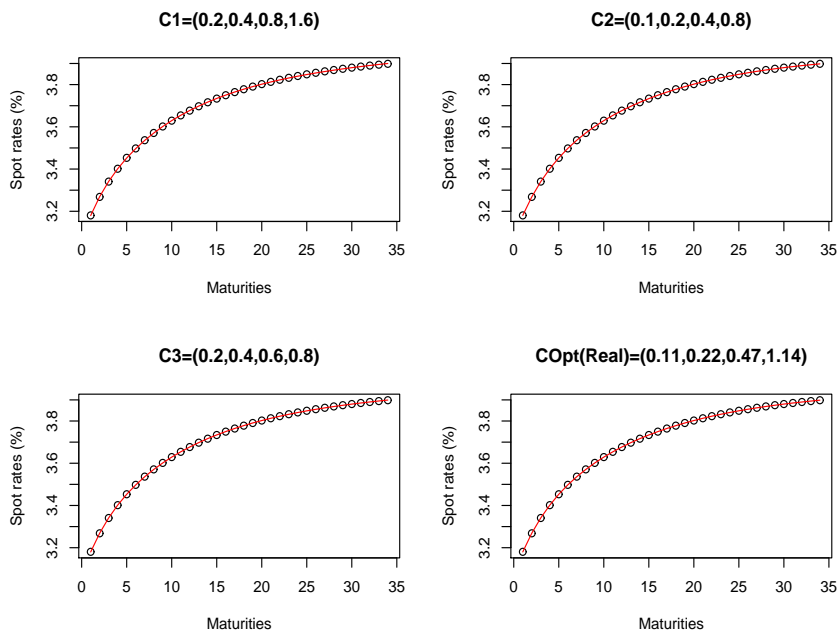 C1=(0.2,0.4,0.8,1.6)
Spot rates (%)
3.8
3.6
3.4
3.2
0 5 10 15 20 25 30 35
Maturities
C2=(0.1,0.2,0.4,0.8)
Spot rates (%)
3.8
3.6
3.4
3.2
0 5 10 15 20 25 30 35
Maturities
C3=(0.2,0.4,0.6,0.8)
Spot rates (%)
3.8
3.6
3.4
3.2
0 5 10 15 20 25 30 35
Maturities
COpt(Real)=(0.11,0.22,0.47,1.14)
Spot rates (%)
3.8
3.6
3.4
3.2
0 5 10 15 20 25 30 35
Maturities